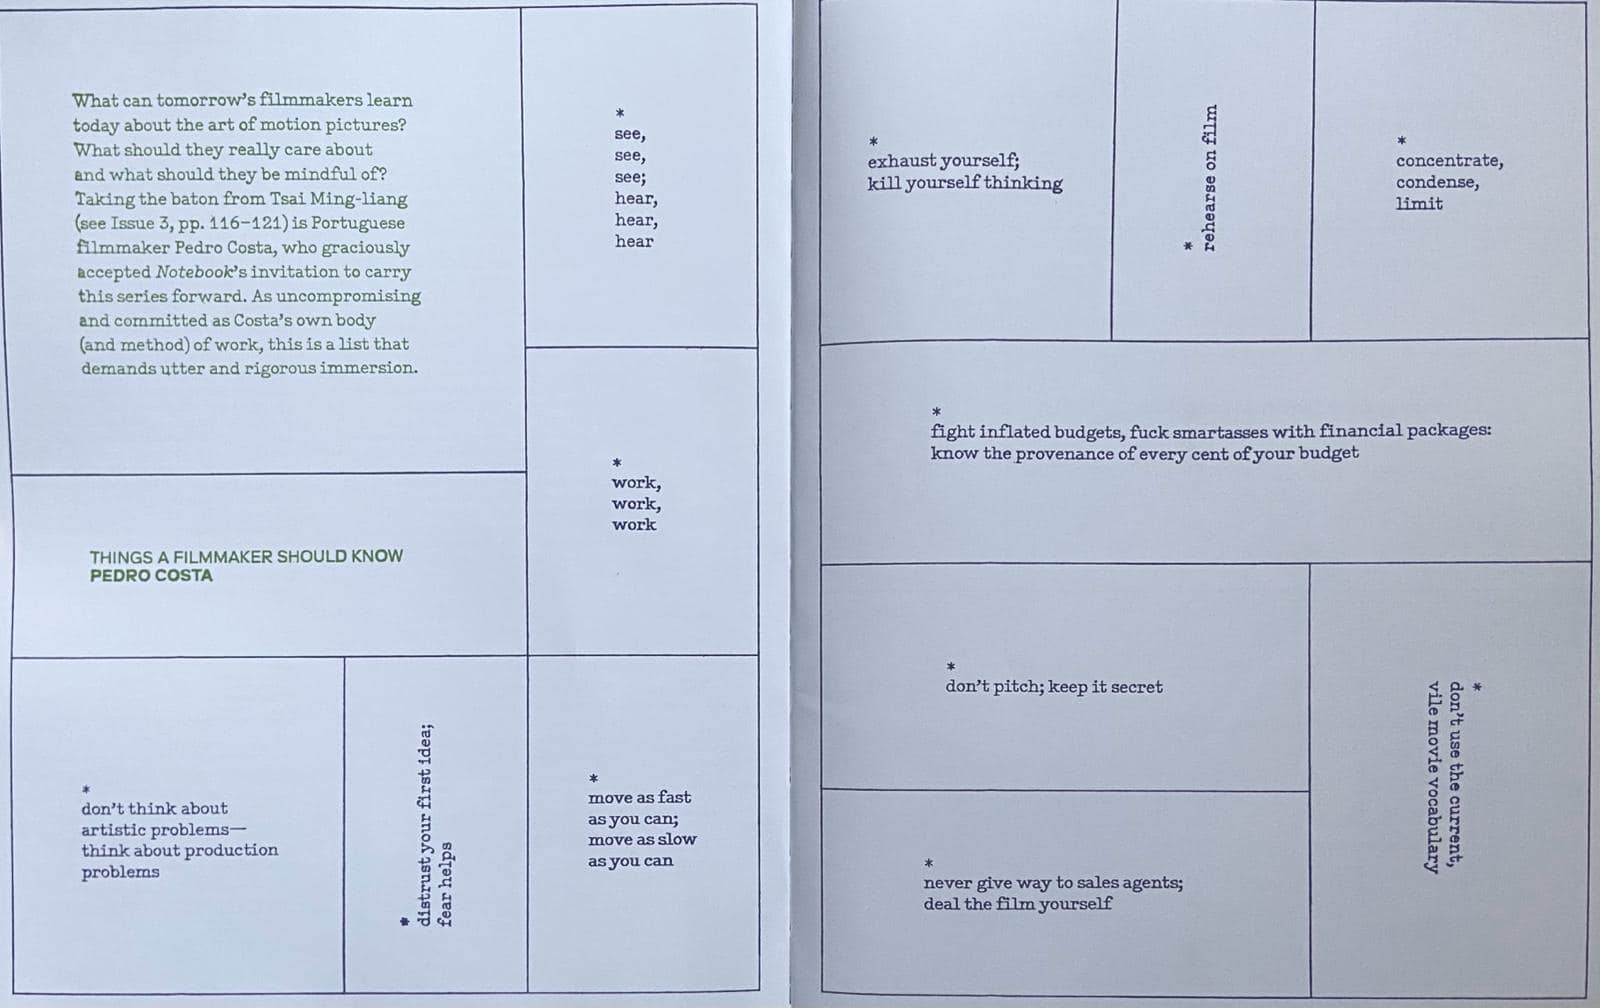 What can tomorrow's filmmakers learn
today about the art of motion pictures?
What should they really care about
and what should they be mindful of?
Taking the baton from Tsai Ming-liang
(see Issue 3, pp. 116–121) is Portuguese
filmmaker Pedro Costa, who graciously
accepted Notebook's invitation to carry
this series forward. As uncompromising
and committed as Costa's own body
(and method) of work, this is a list that
demands utter and rigorous immersion.
THINGS A FILMMAKER SHOULD KNOW
PEDRO COSTA
*
see,
see,
see;
hear,
hear,
hear
*
work,
work,
work
*
don't think about
artistic problems—
think about production
problems
*
distrust your first idea;
fear helps
*
move as fast
as you can;
move as slow
as you can
*
exhaust yourself;
kill yourself thinking
*
rehearse on film
*
concentrate,
condense,
limit
*
fight inflated budgets, fuck smartasses with financial packages:
know the provenance of every cent of your budget
*
don't pitch; keep it secret
*
don't use the current,
vile movie vocabulary
*
never give way to sales agents;
deal the film yourself